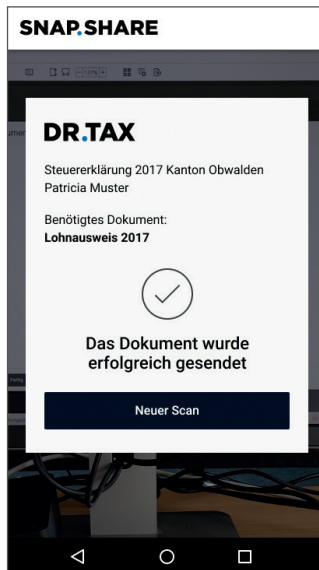 SNAP.SHARE
137%
DR.TAX
Steuererklärung 2017 Kanton Obwalden
Patricia Muster
Benötigtes Dokument:
Lohnausweis 2017
Das Dokument wurde
erfolgreich gesendet
Neuer Scan